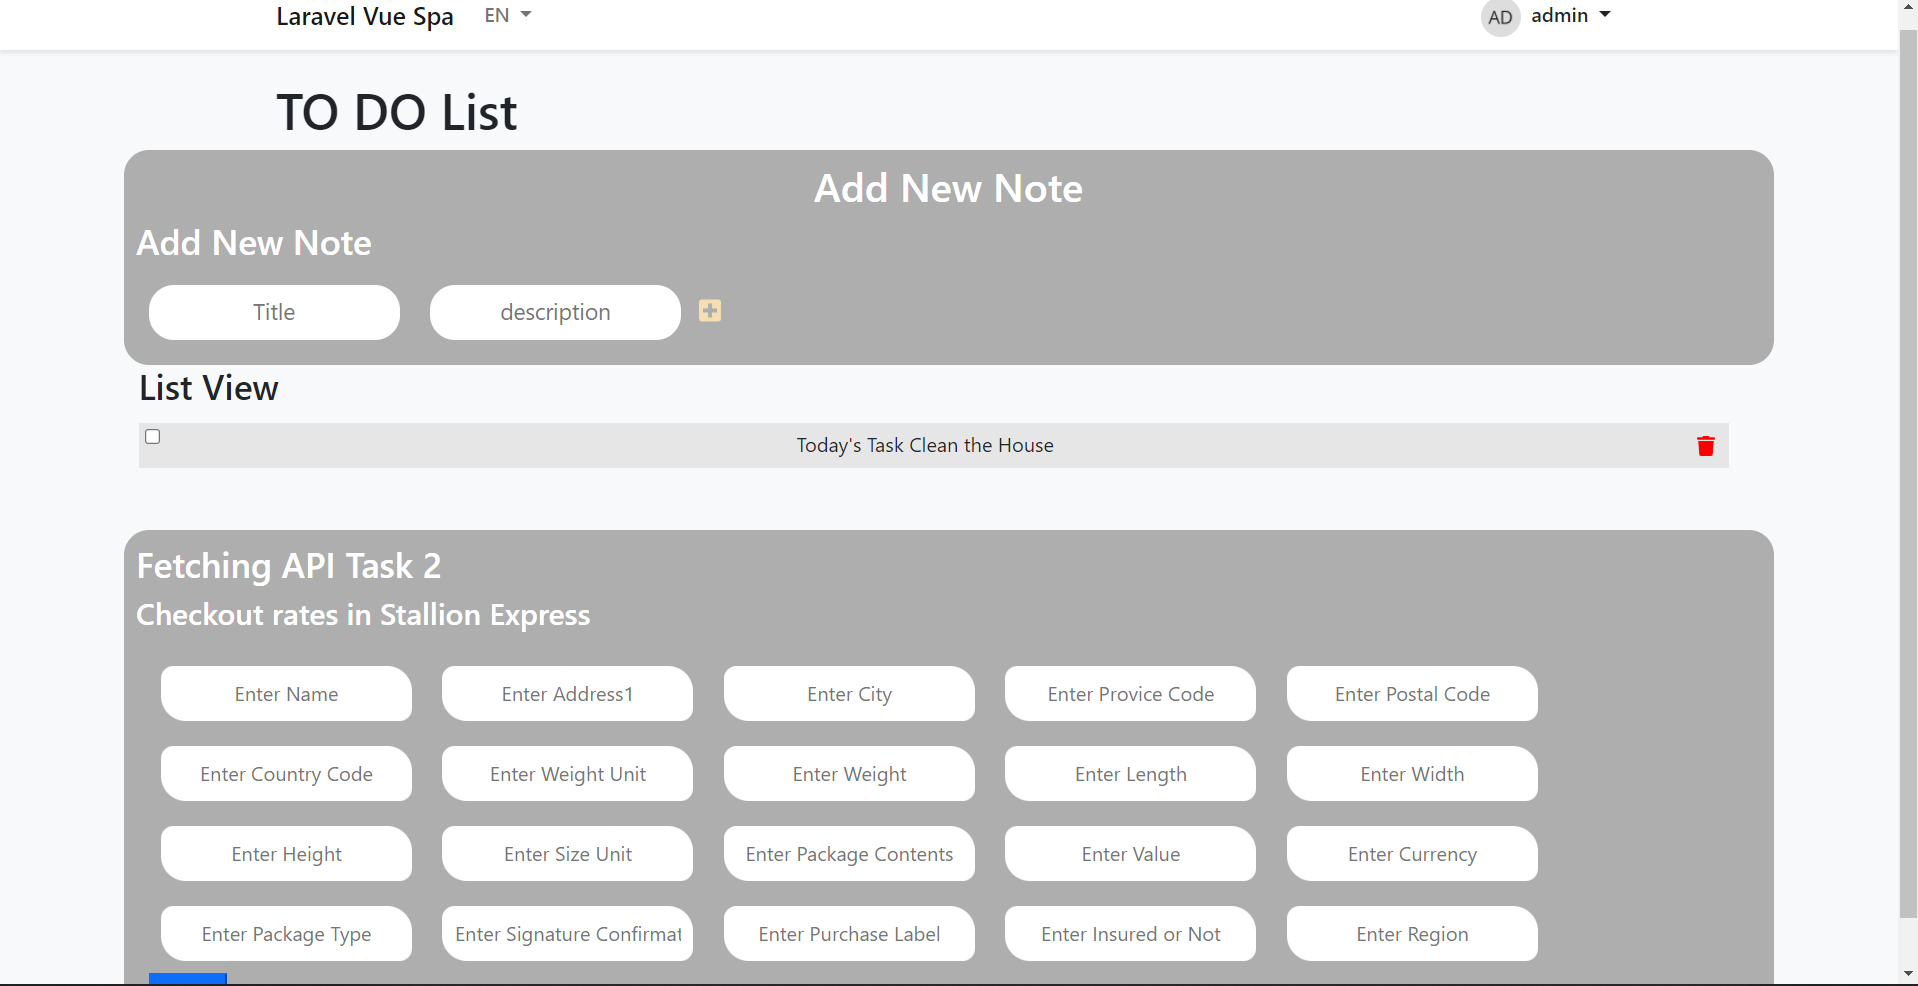 Laravel Vue Spa EN AD admin
TO DO List
Add New Note
Add New Note
Title description
List View
Today's Task Clean the House
Fetching API Task 2
Checkout rates in Stallion Express
Enter Name Enter Address1 Enter City Enter Provice Code Enter Postal Code
Enter Country Code Enter Weight Unit Enter Weight Enter Length Enter Width
Enter Height Enter Size Unit Enter Package Contents Enter Value Enter Currency
Enter Package Type Enter Signature Confirmat Enter Purchase Label Enter Insured or Not Enter Region